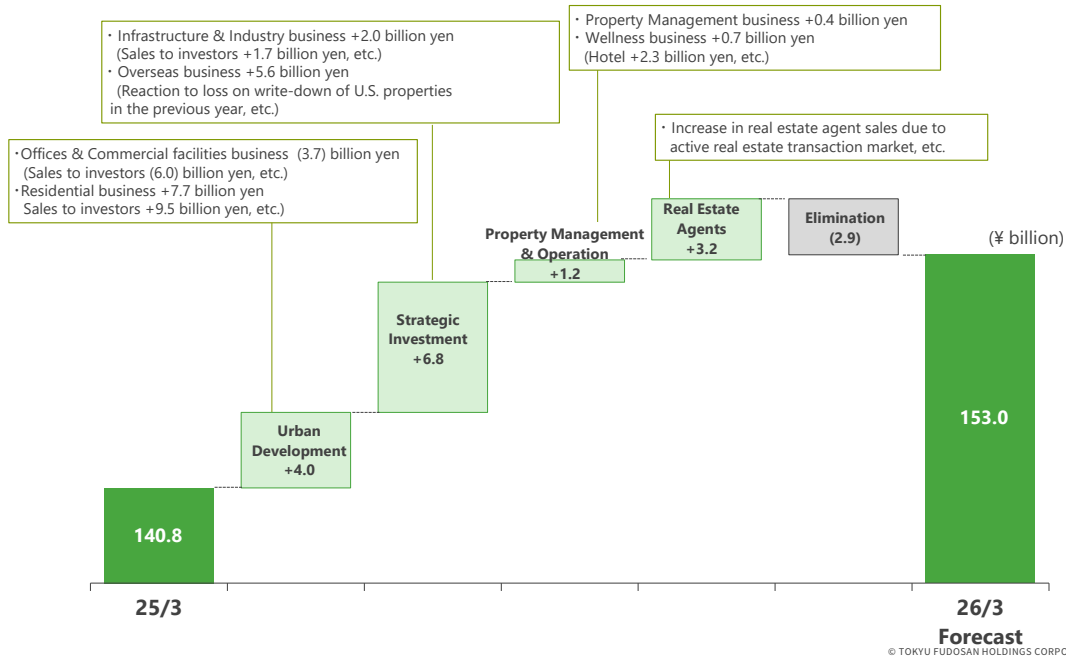 ・Property Management business +0.4 billion yen
・Wellness business +0.7 billion yen
(Hotel +2.3 billion yen, etc.)
・Infrastructure & Industry business +2.0 billion yen
(Sales to investors +1.7 billion yen, etc.)
・Overseas business +5.6 billion yen
(Reaction to loss on write-down of U.S. properties
in the previous year, etc.)
・Increase in real estate agent sales due to
active real estate transaction market, etc.
・Offices & Commercial facilities business (3.7) billion yen
(Sales to investors (6.0) billion yen, etc.)
・Residential business +7.7 billion yen
Sales to investors +9.5 billion yen, etc.)
(¥ billion)
140.8
Urban
Development
+4.0
Strategic
Investment
+6.8
Property Management
& Operation
+1.2
Real Estate
Agents
+3.2
Elimination
(2.9)
153.0
25/3
26/3
Forecast
© TOKYU FUDOSAN HOLDINGS CORPO